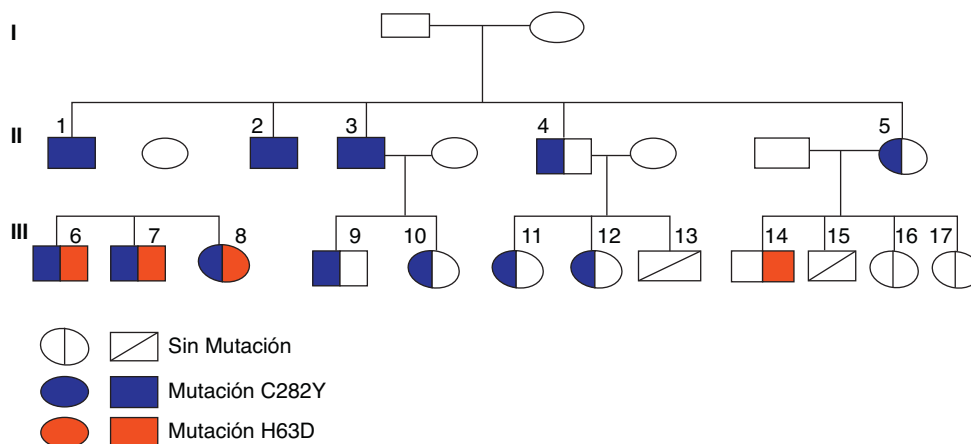 I
II
1 2 3 4 5
III
6 7 8 9 10 11 12 13 14 15 16 17
Sin Mutación
Mutación C282Y
Mutación H63D